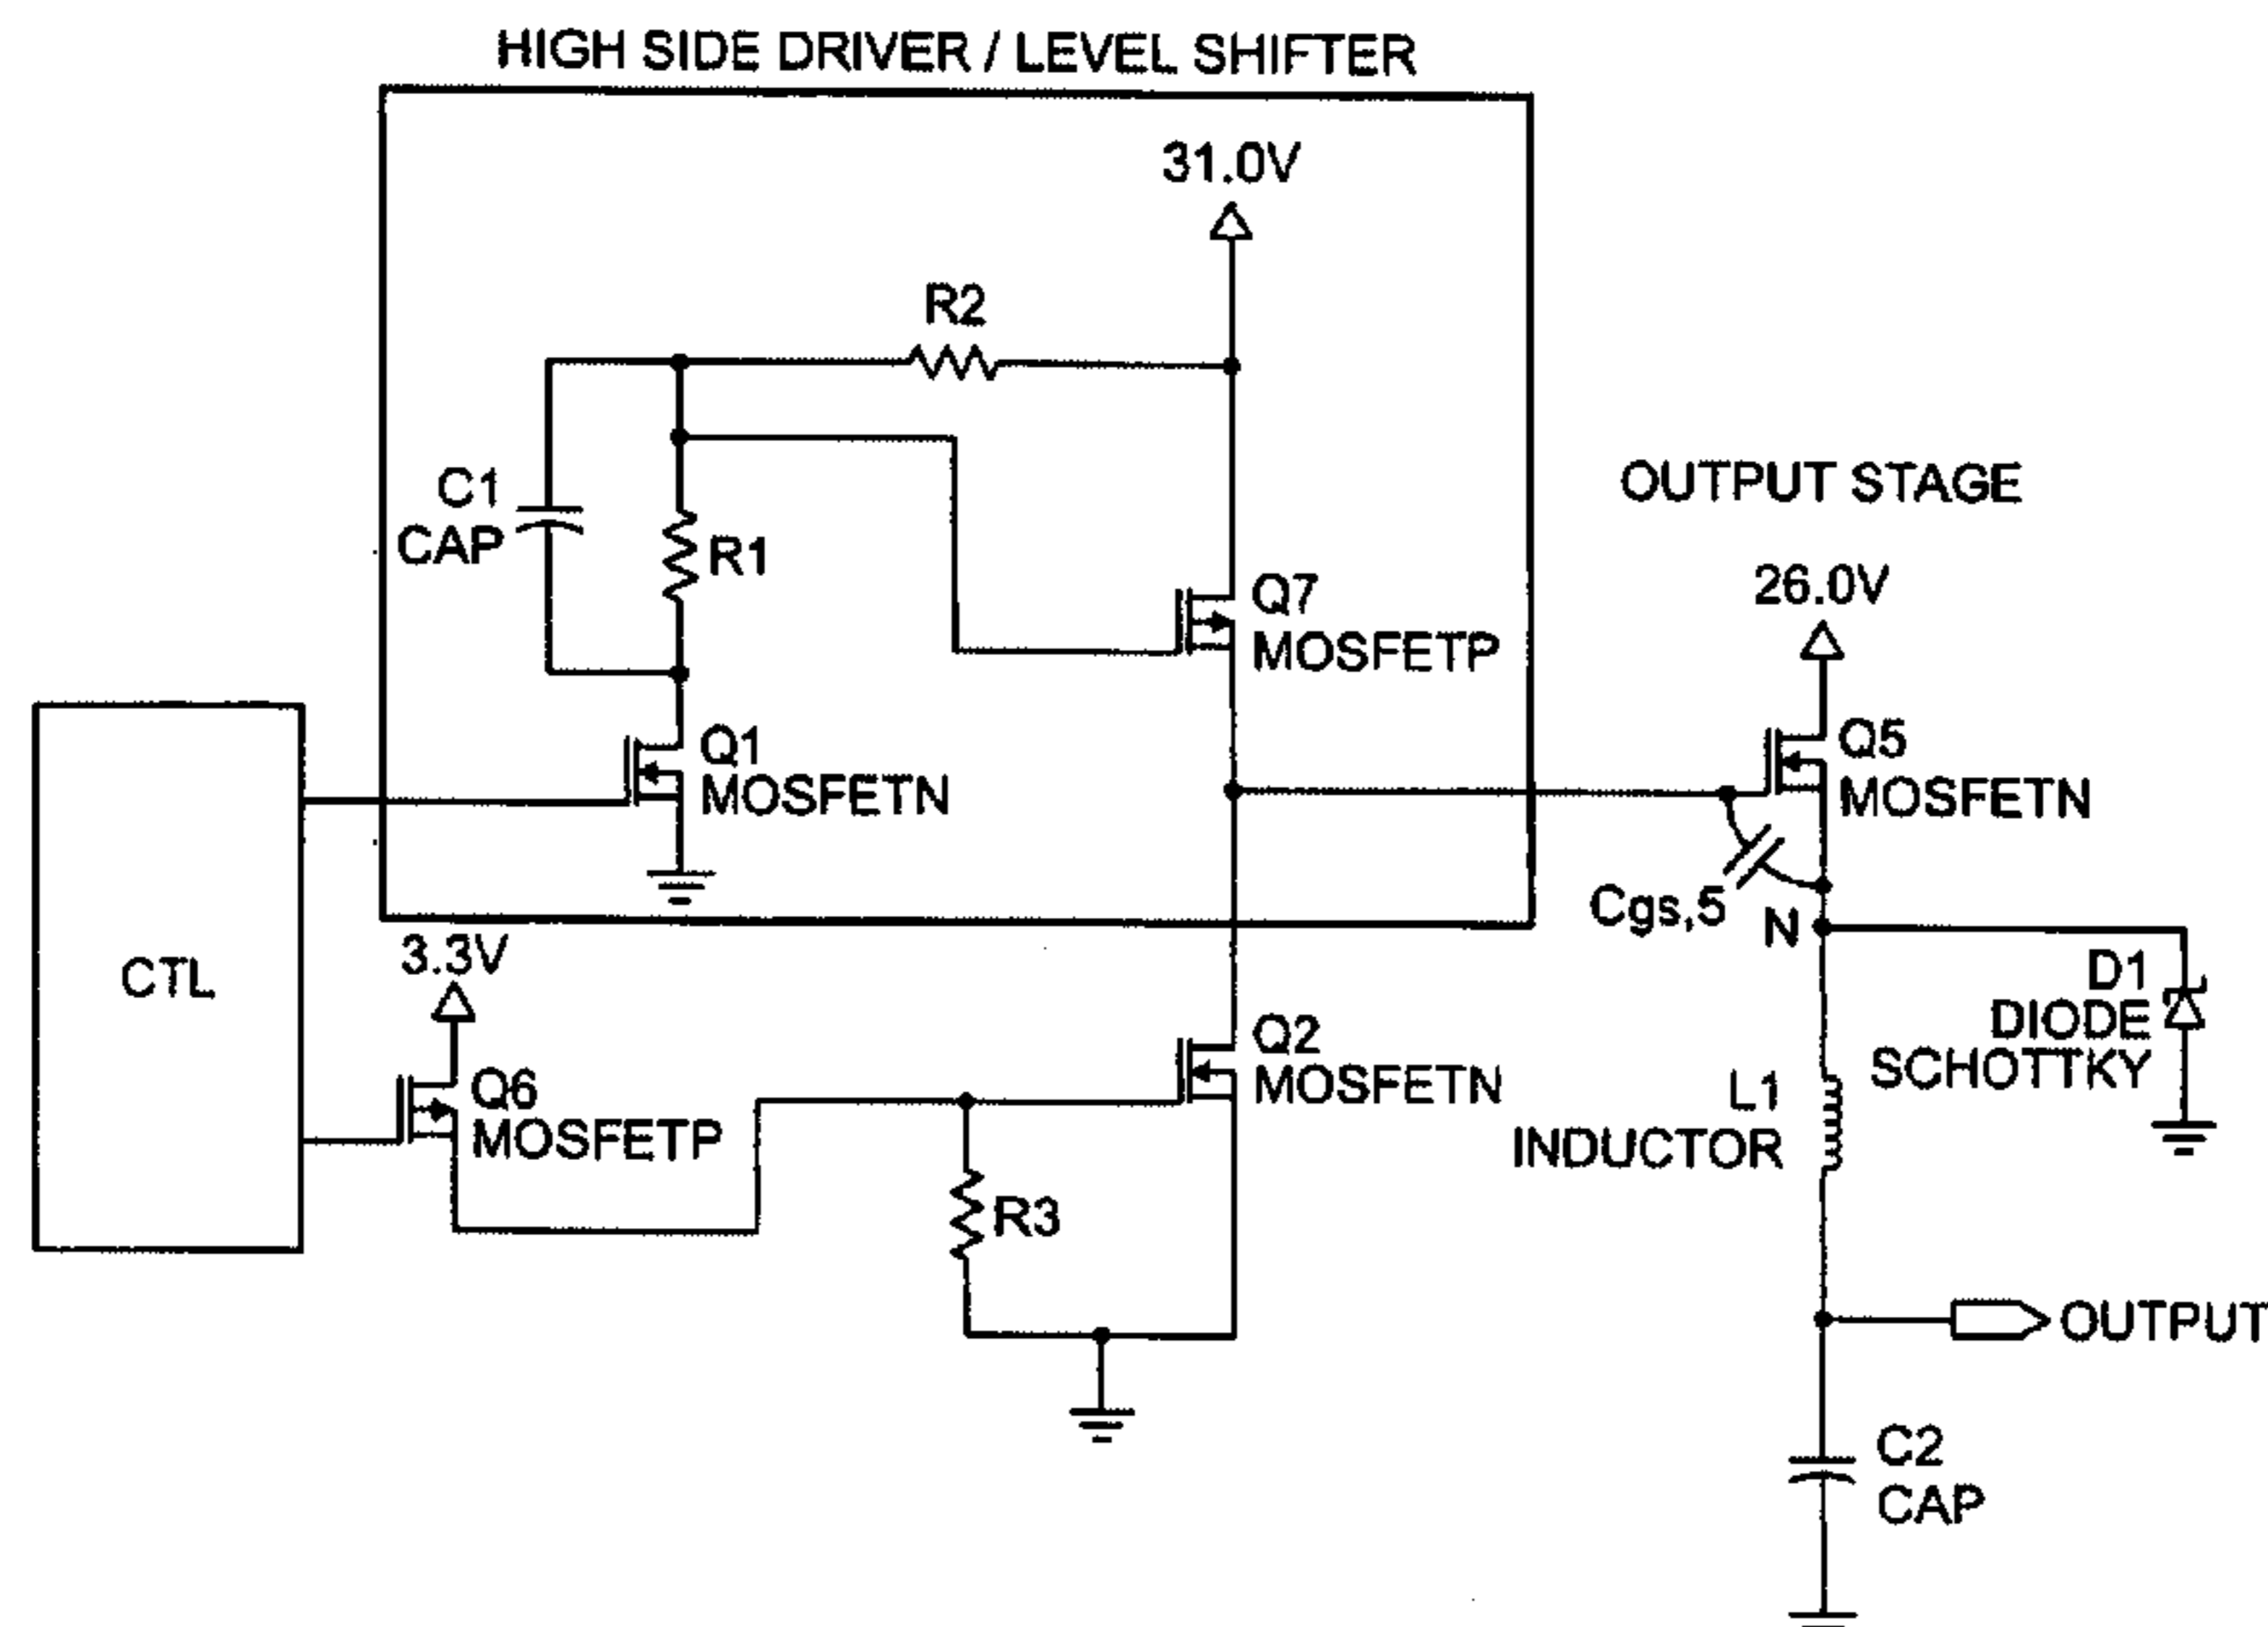 HIGH SIDE DRIVER / LEVEL SHIFTER
31.0V
R2
C1
CAP
R1
Q7
MOSFETP
Q1
MOSFETN
OUTPUT STAGE
26.0V
Q5
MOSFETN
Cgs,5
N
CTL
3.3V
Q6
MOSFETP
Q2
MOSFETN
R3
D1
DIODE
SCHOTTKY
L1
INDUCTOR
OUTPUT
C2
CAP